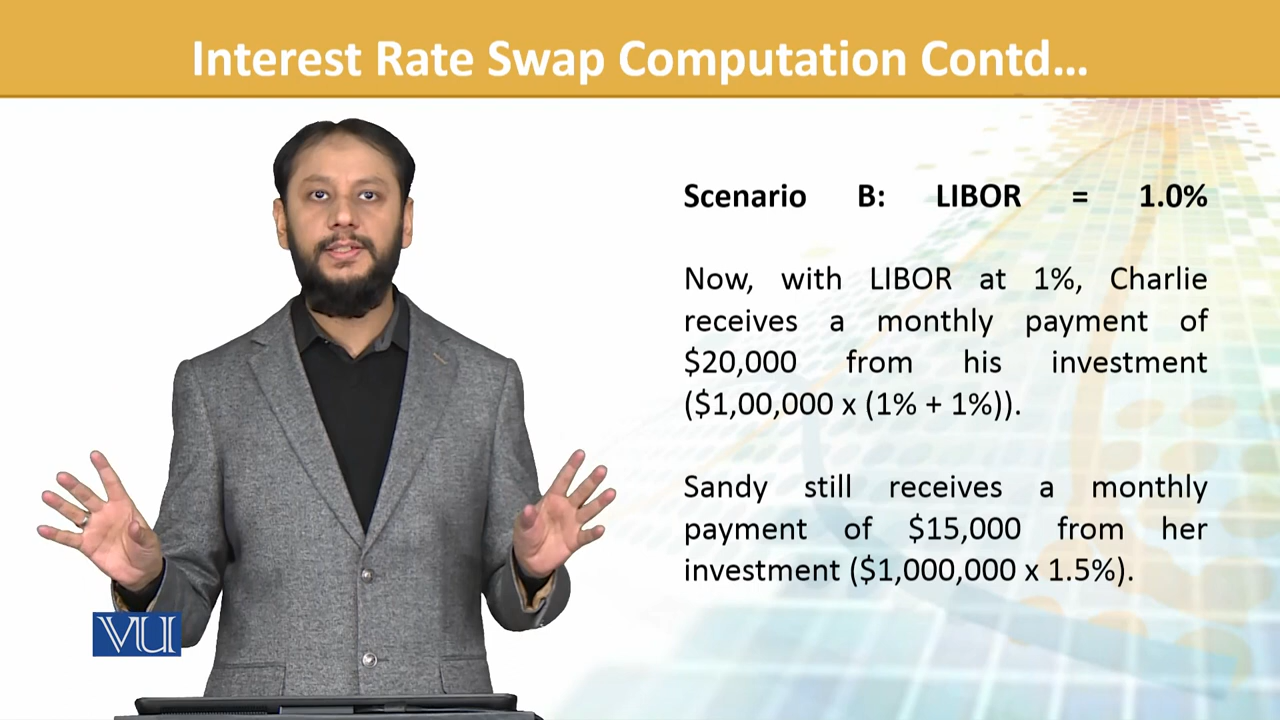 Interest Rate Swap Computation Contd...
Scenario B: LIBOR = 1.0%
Now, with LIBOR at 1%, Charlie
receives a monthly payment of
$20,000 from his investment
($1,00,000 x (1% + 1%)).
Sandy still receives a monthly
payment of $15,000 from her
investment ($1,000,000 x 1.5%).
VU